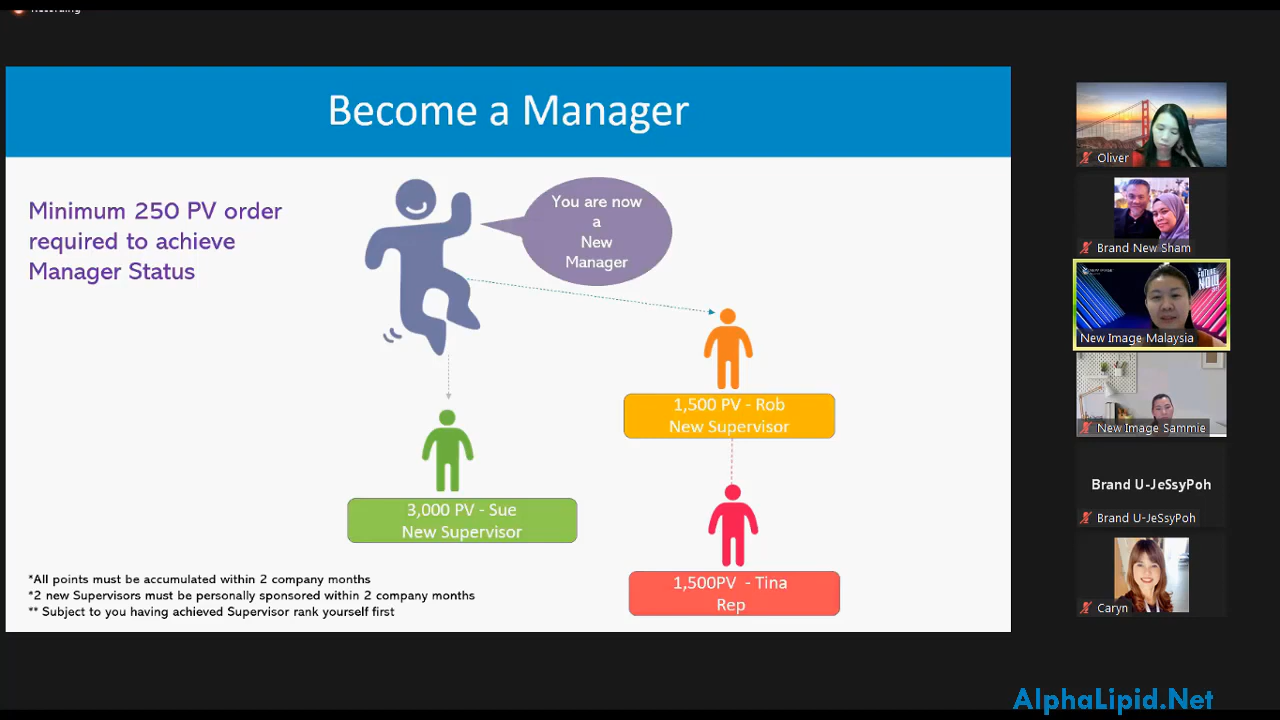 Recording
Become a Manager
Minimum 250 PV order
required to achieve
Manager Status
You are now
a
New
Manager
1,500 PV - Rob
New Supervisor
3,000 PV - Sue
New Supervisor
1,500PV - Tina
Rep
*All points must be accumulated within 2 company months
*2 new Supervisors must be personally sponsored within 2 company months
** Subject to you having achieved Supervisor rank yourself first
Oliver
Brand New Sham
FUTURE
NOW
New Image Malaysia
New Image Sammie
Brand U-JeSsyPoh
Brand U-JeSsyPoh
Caryn
AlphaLipid.Net